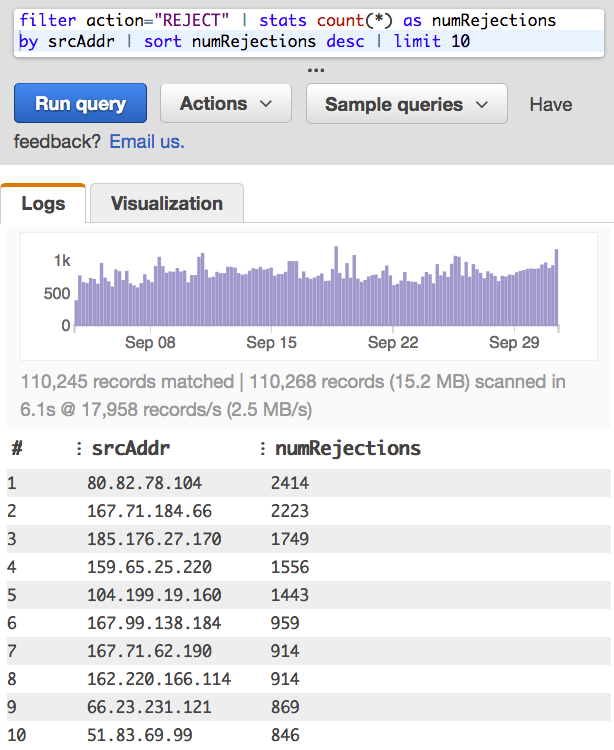 filter action="REJECT" | stats count(*) as numRejections
by srcAddr | sort numRejections desc | limit 10
...
Run query Actions Sample queries Have
feedback? Email us.
Logs Visualization
1k
500
0
Sep 08 Sep 15 Sep 22 Sep 29
110,245 records matched | 110,268 records (15.2 MB) scanned in
6.1s @ 17,958 records/s (2.5 MB/s)
# srcAddr numRejections
1 80.82.78.104 2414
2 167.71.184.66 2223
3 185.176.27.170 1749
4 159.65.25.220 1556
5 104.199.19.160 1443
6 167.99.138.184 959
7 167.71.62.190 914
8 162.220.166.114 914
9 66.23.231.121 869
10 51.83.69.99 846